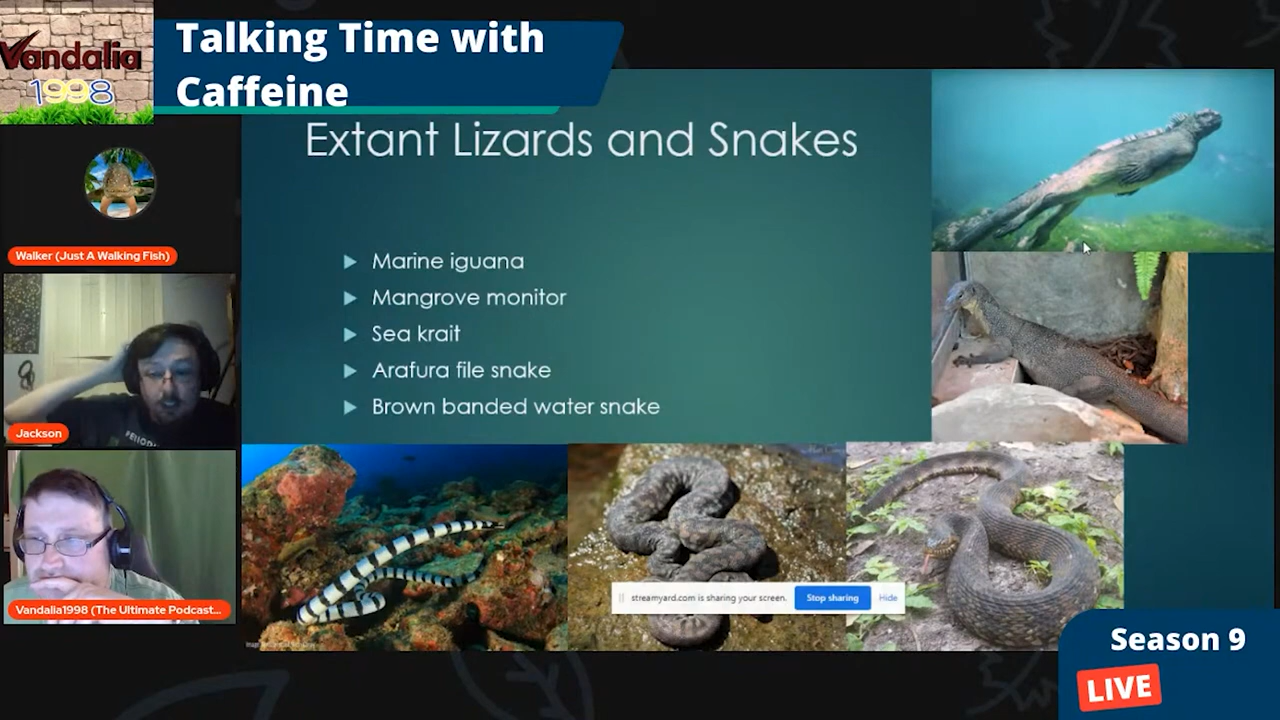 Vandalia
1998
Talking Time with
Caffeine
Walker (Just A Walking Fish)
Jackson
Vandalia1998 (The Ultimate Podcast...
Extant Lizards and Snakes
Marine iguana
Mangrove monitor
Sea krait
Arafura file snake
Brown banded water snake
streamyard.com is sharing your screen. Stop sharing Hide
Season 9
LIVE